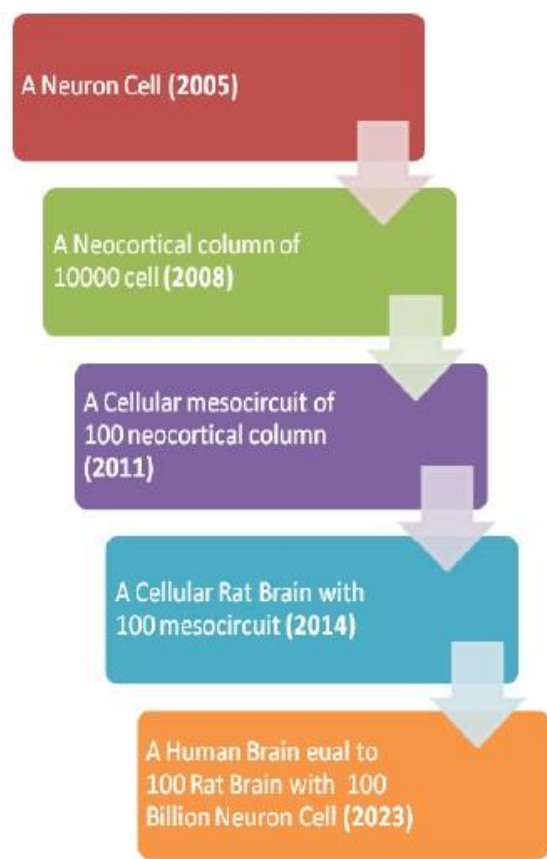 A Neuron Cell (2005)
A Neocortical column of
10000 cell (2008)
A Cellular mesocircuit of
100 neocortical column
(2011)
A Cellular Rat Brain with
100 mesocircuit (2014)
A Human Brain eual to
100 Rat Brain with 100
Billion Neuron Cell (2023)